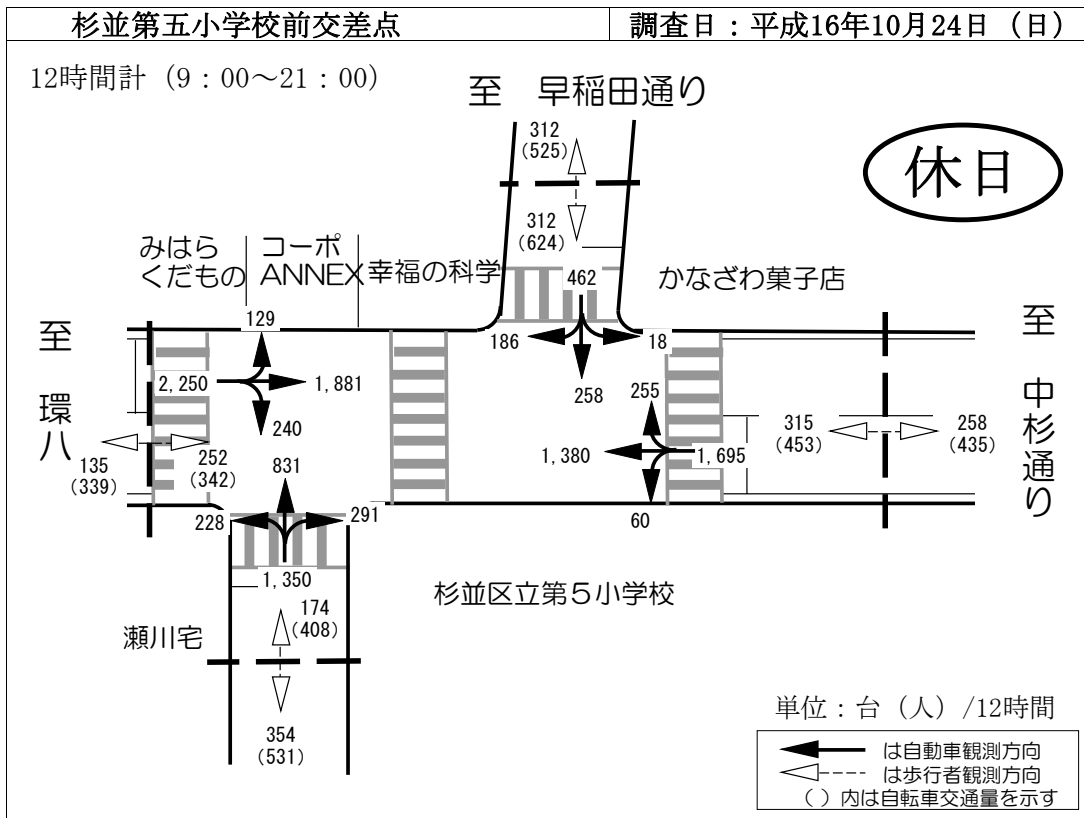 杉並第五小学校前交差点
調査日：平成16年10月24日（日）
12時間計（9：00～21：00）
至 早稲田通り
休日
312
(525)
312
(624)
みはら
くだもの
コーポ
ANNEX
幸福の科学
462
かなざわ菓子店
129
186
18
至 環八
至 中杉通り
2,250
1,881
258
255
240
315
(453)
258
(435)
135
(339)
252
(342)
831
1,380
1,695
228
291
60
1,350
杉並区立第５小学校
174
(408)
瀬川宅
354
(531)
単位：台（人）/12時間
は自動車観測方向
は歩行者観測方向
（ ）内は自転車交通量を示す